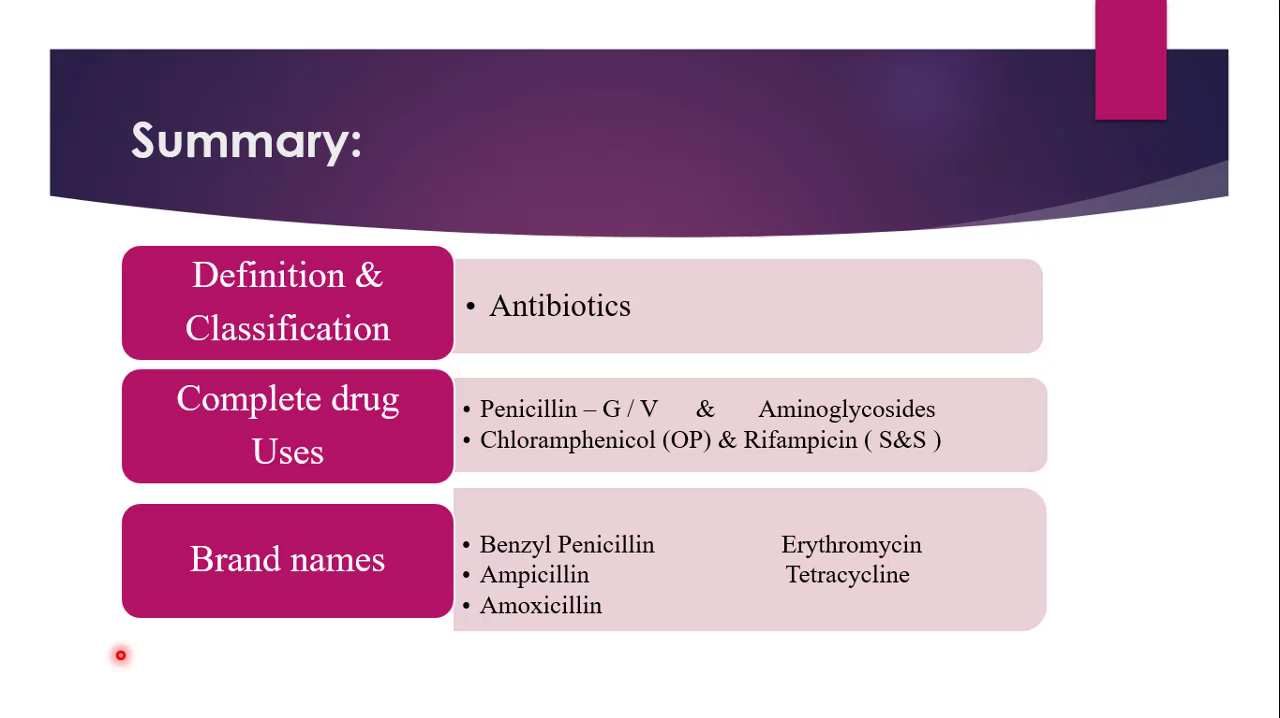 Summary:
Definition &
Classification
• Antibiotics
Complete drug
Uses
• Penicillin – G / V & Aminoglycosides
• Chloramphenicol (OP) & Rifampicin ( S&S )
Brand names
• Benzyl Penicillin Erythromycin
• Ampicillin Tetracycline
• Amoxicillin